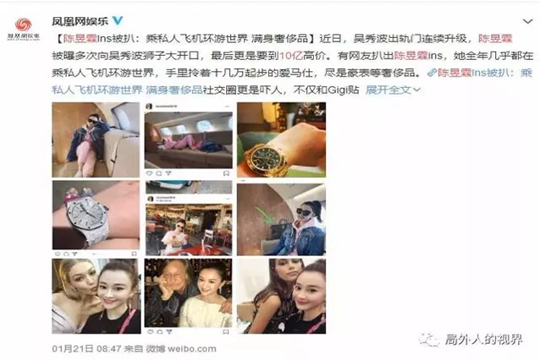 凤凰网娱乐
陈昱霖Ins被扒：乘私人飞机环游世界 满身奢侈品】近日，吴秀波出轨门连续升级，陈昱霖
被曝多次向吴秀波狮子大开口，最后更是要到10亿高价。有网友扒出陈昱霖ins，她全年几乎都在
乘私人飞机环游世界，手里拎着十几万起步的爱马仕，尽是豪表等奢侈品。陈昱霖Ins被扒：乘
私人飞机环游世界 满身奢侈品社交圈更是吓人，不仅和Gigi贴 展开全文
01月21日 08:47 来自 微博 weibo.com
局外人的视界